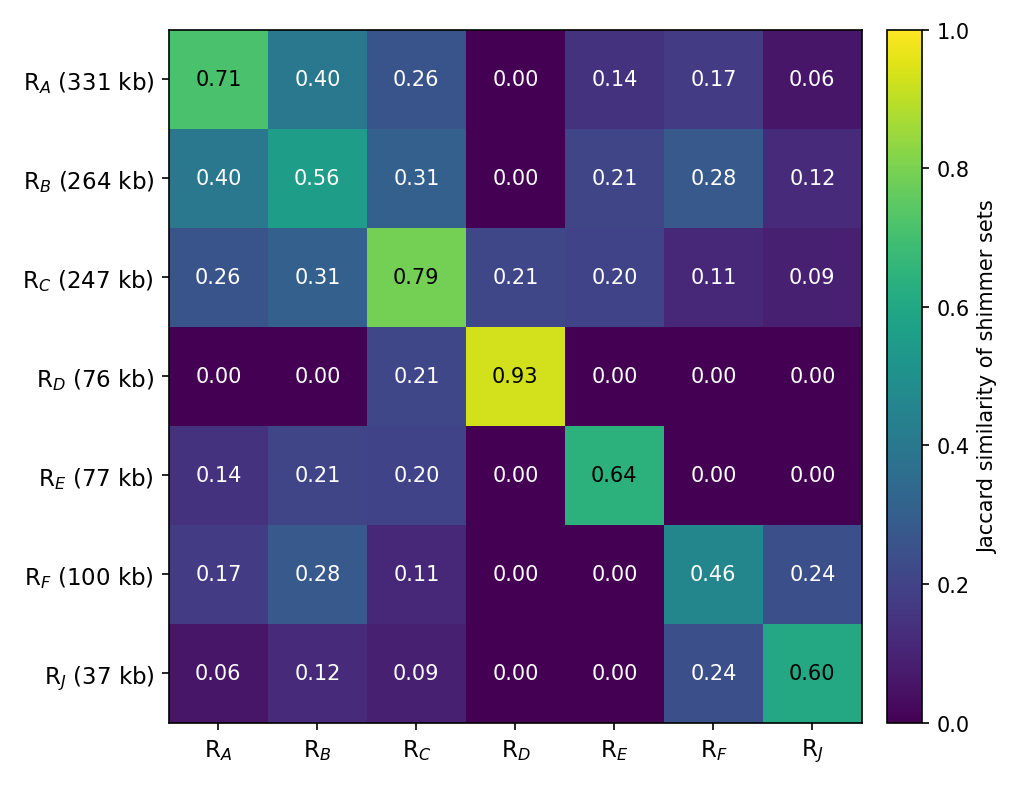 R_A (331 kb) 0.71 0.40 0.26 0.00 0.14 0.17 0.06
R_B (264 kb) 0.40 0.56 0.31 0.00 0.21 0.28 0.12
R_C (247 kb) 0.26 0.31 0.79 0.21 0.20 0.11 0.09
R_D (76 kb) 0.00 0.00 0.21 0.93 0.00 0.00 0.00
R_E (77 kb) 0.14 0.21 0.20 0.00 0.64 0.00 0.00
R_F (100 kb) 0.17 0.28 0.11 0.00 0.00 0.46 0.24
R_J (37 kb) 0.06 0.12 0.09 0.00 0.00 0.24 0.60
R_A R_B R_C R_D R_E R_F R_J
1.0
0.8
0.6
0.4
0.2
0.0
Jaccard similarity of shimmer sets